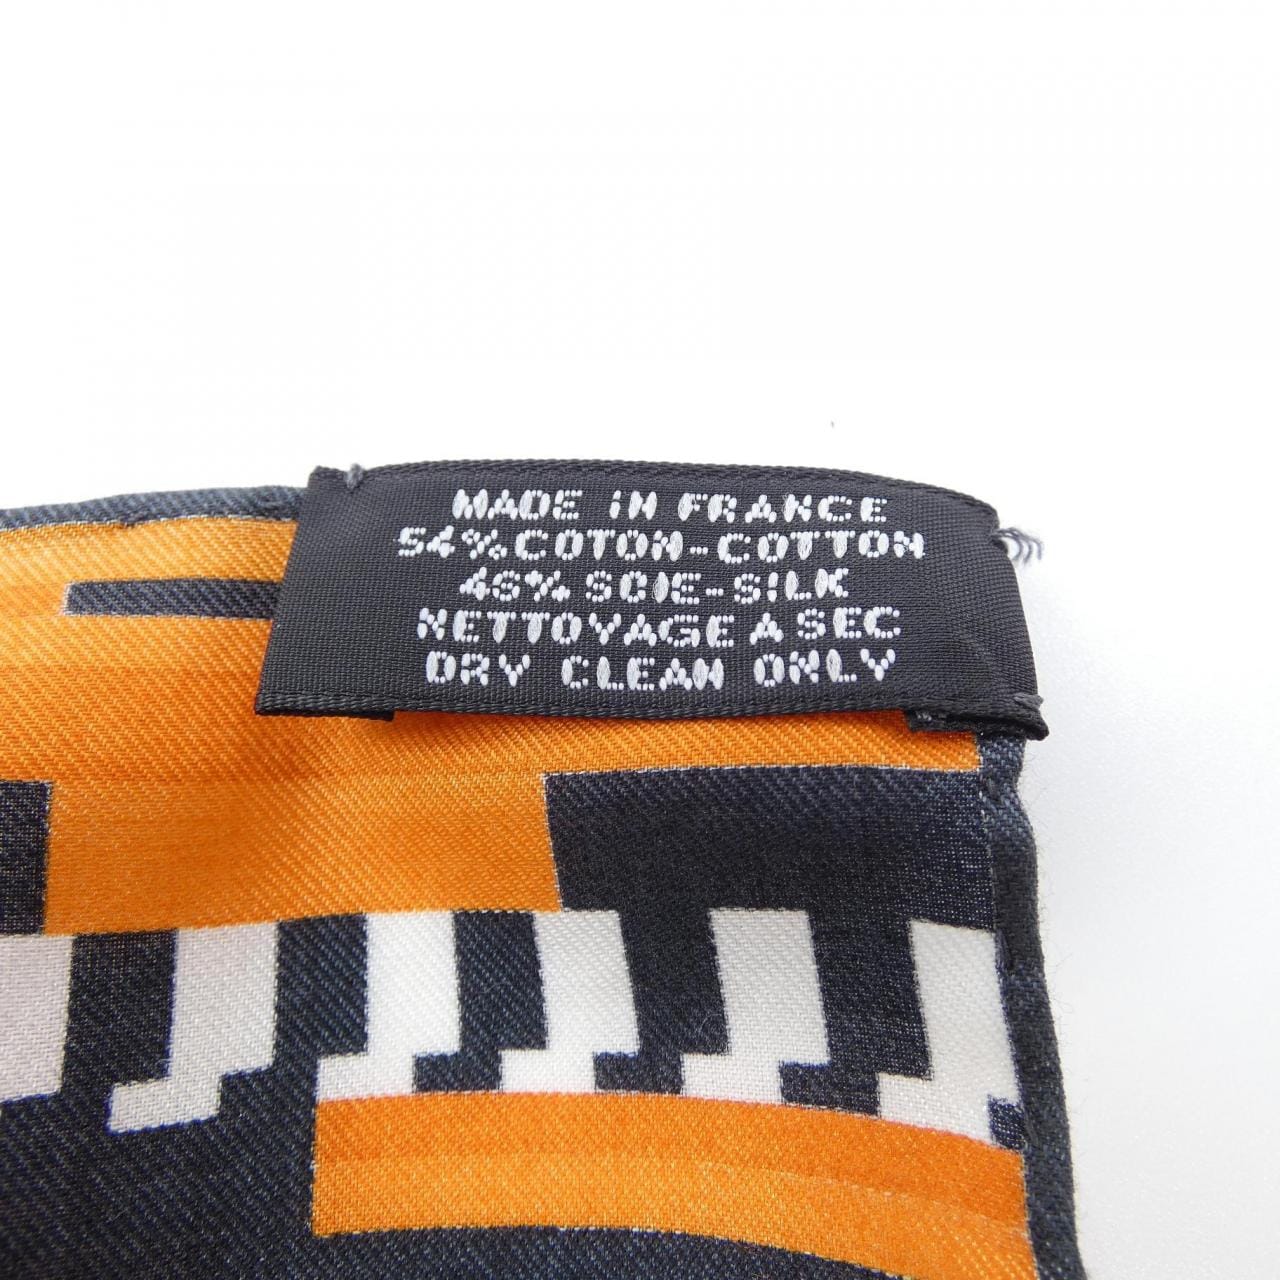 MADE IN FRANCE
54% COTON-COTTON
46% SOIE-SILK
NETTOYAGE A SEC
DRY CLEAN ONLY